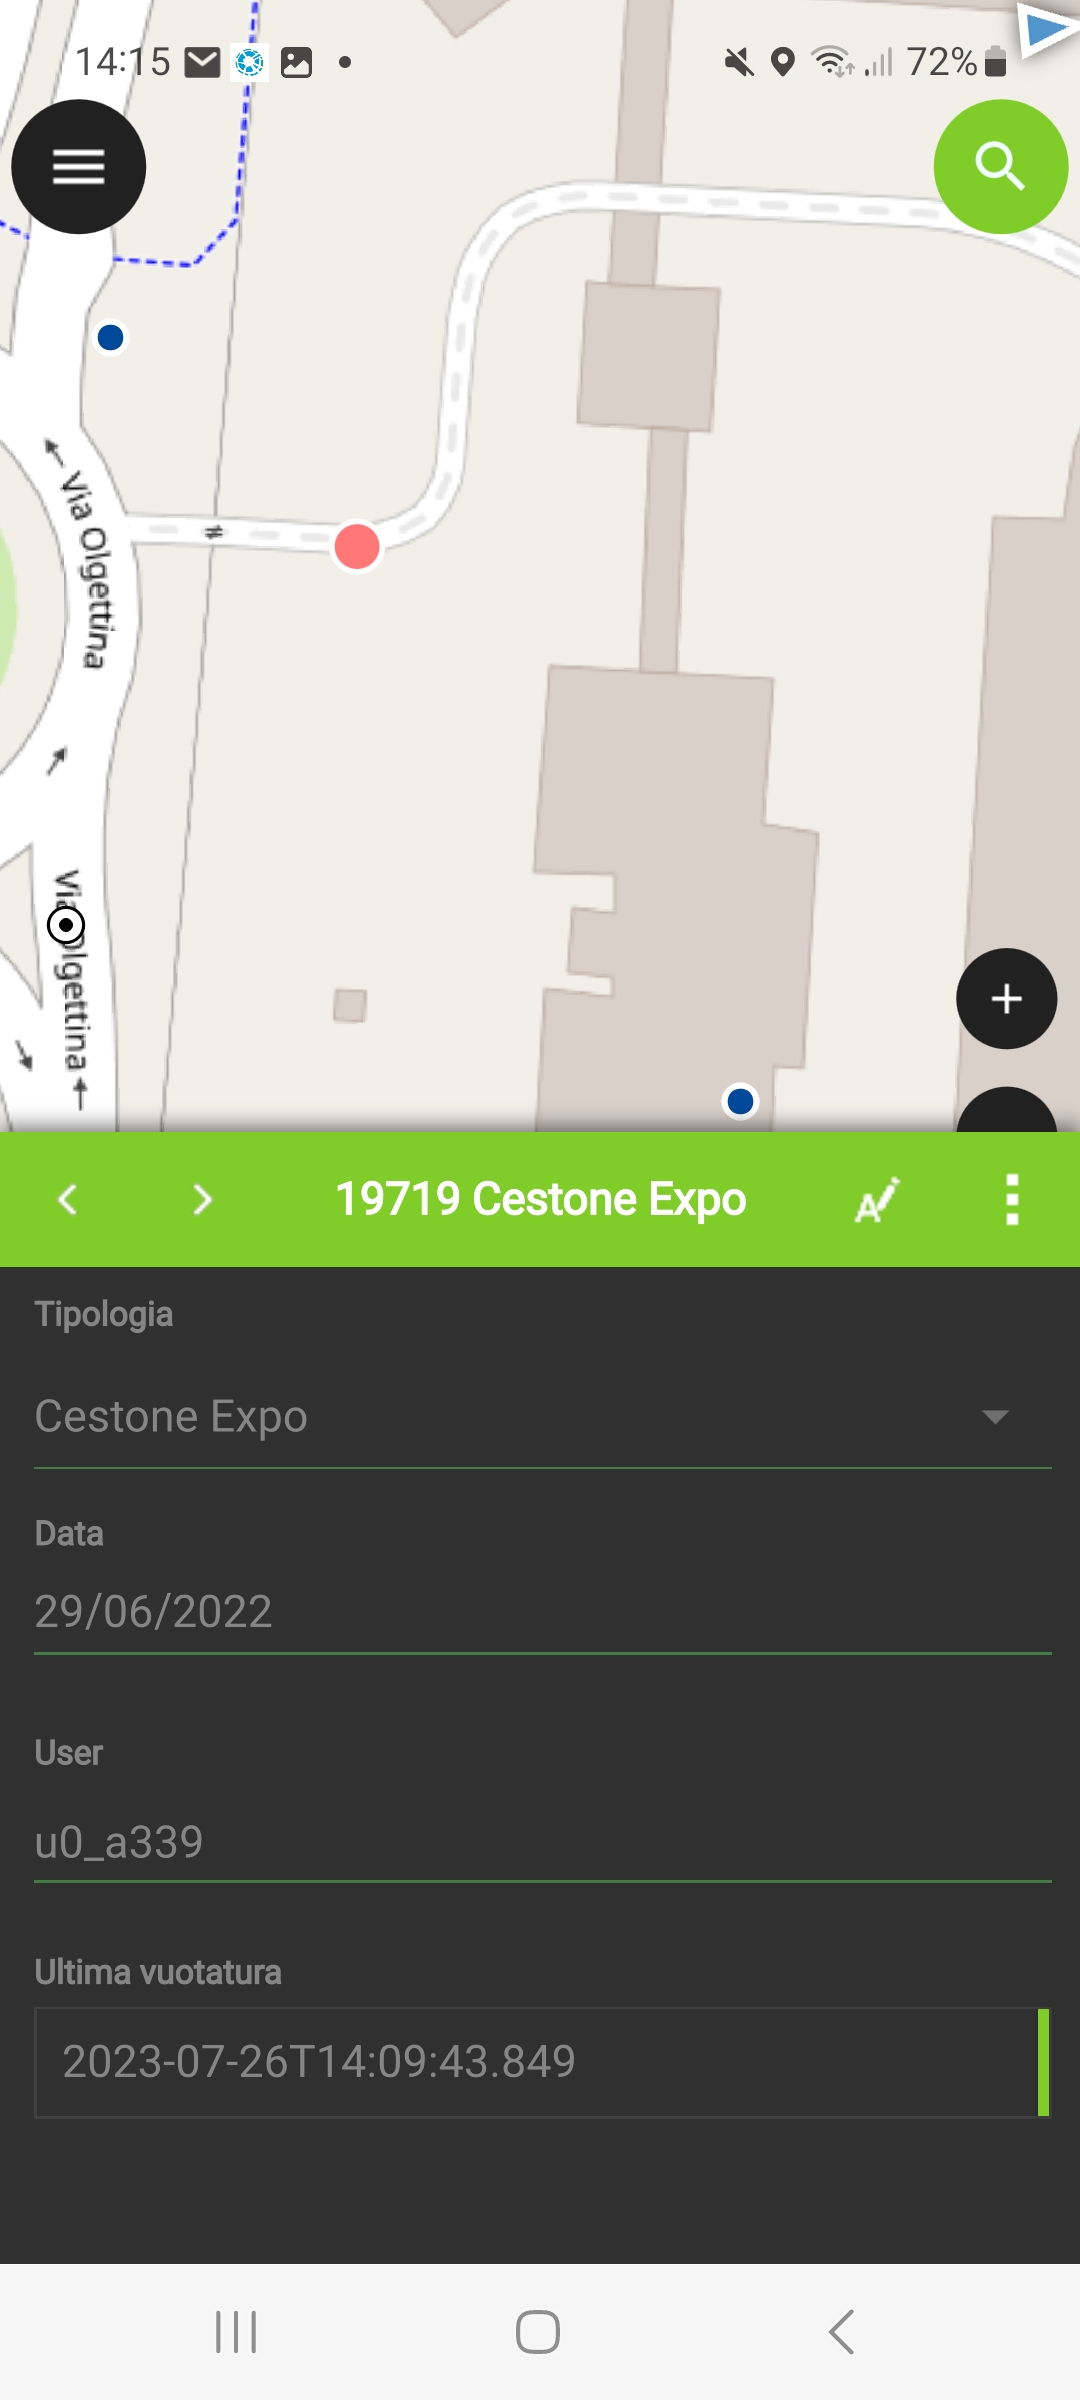 14:15
72%
Via Olgettina
Via Olgettina
19719 Cestone Expo
Tipologia
Cestone Expo
Data
29/06/2022
User
u0_a339
Ultima vuotatura
2023-07-26T14:09:43.849